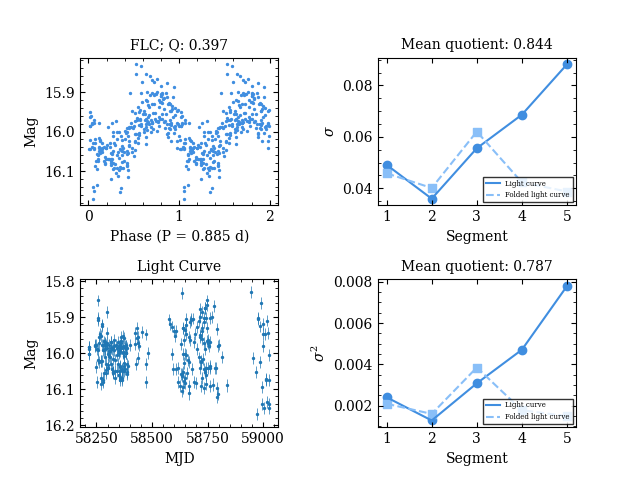 FLC; Q: 0.397
Mag
15.9
16.0
16.1
0
1
2
Phase (P = 0.885 d)
Mean quotient: 0.844
σ
0.08
0.06
0.04
Light curve
Folded light curve
1
2
3
4
5
Segment
Light Curve
Mag
15.8
15.9
16.0
16.1
16.2
58250
58500
58750
59000
MJD
Mean quotient: 0.787
σ²
0.008
0.006
0.004
0.002
Light curve
Folded light curve
1
2
3
4
5
Segment